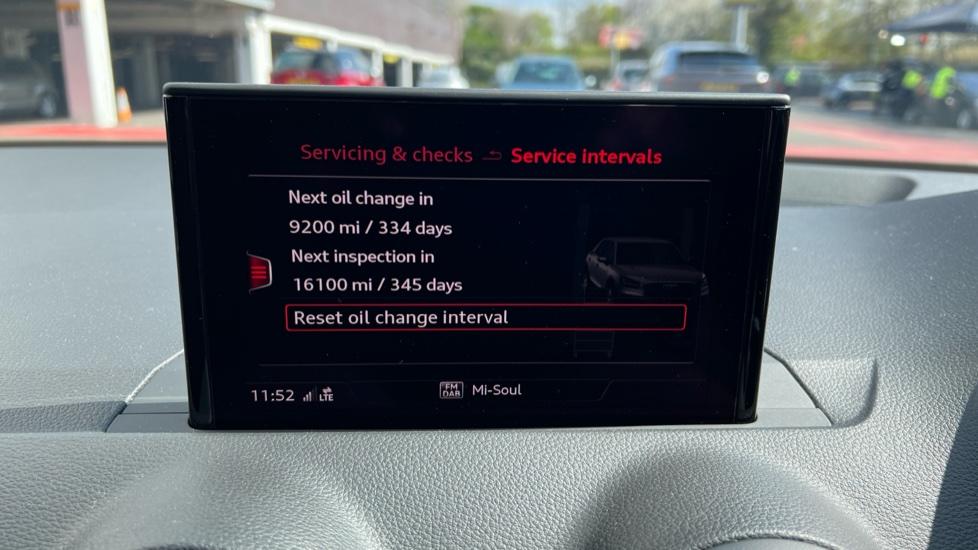 Servicing & checks Service intervals
Next oil change in
9200 mi / 334 days
Next inspection in
16100 mi / 345 days
Reset oil change interval
11:52 LTE FM DAB Mi-Soul